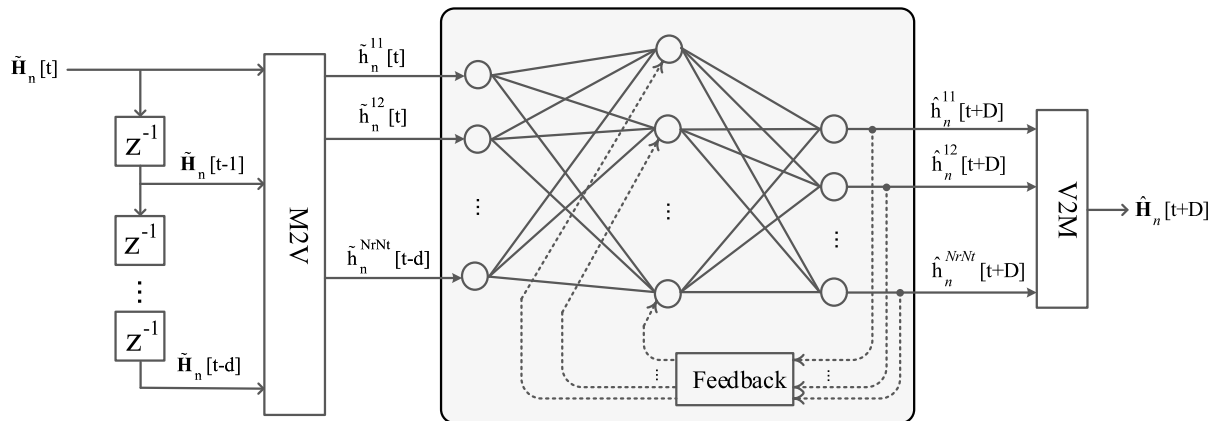 H̃n[t]
Z-1
H̃n[t-1]
Z-1
⋮
Z-1
H̃n[t-d]
M2V
h̃n11[t]
h̃n12[t]
...
h̃nNrNt[t-d]
...
...
Feedback
...
...
ĥn11[t+D]
ĥn12[t+D]
ĥnNrNt[t+D]
V2M
Ĥn[t+D]